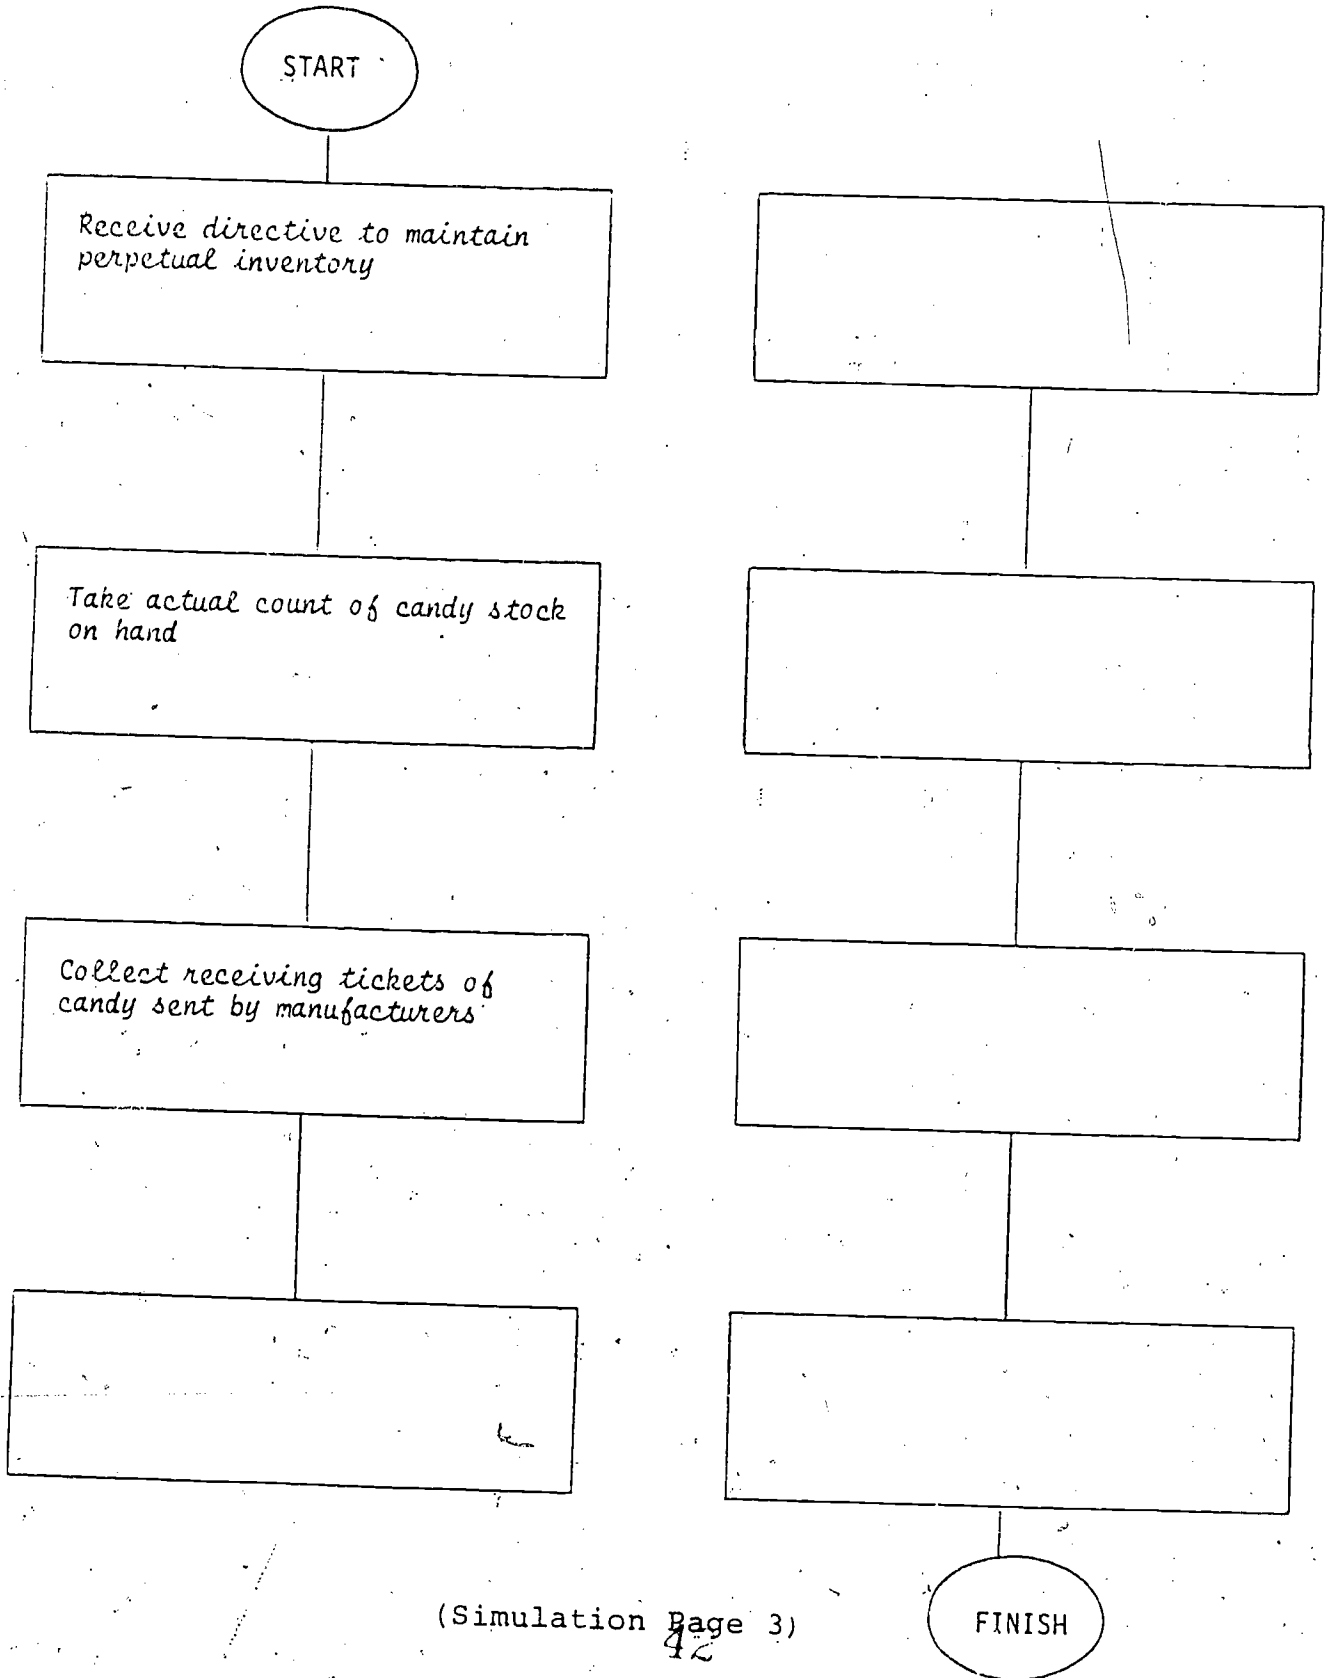 START
Receive directive to maintain
perpetual inventory
Take actual count of candy stock
on hand
Collect receiving tickets of
candy sent by manufacturers
FINISH
(Simulation Page 3)
42